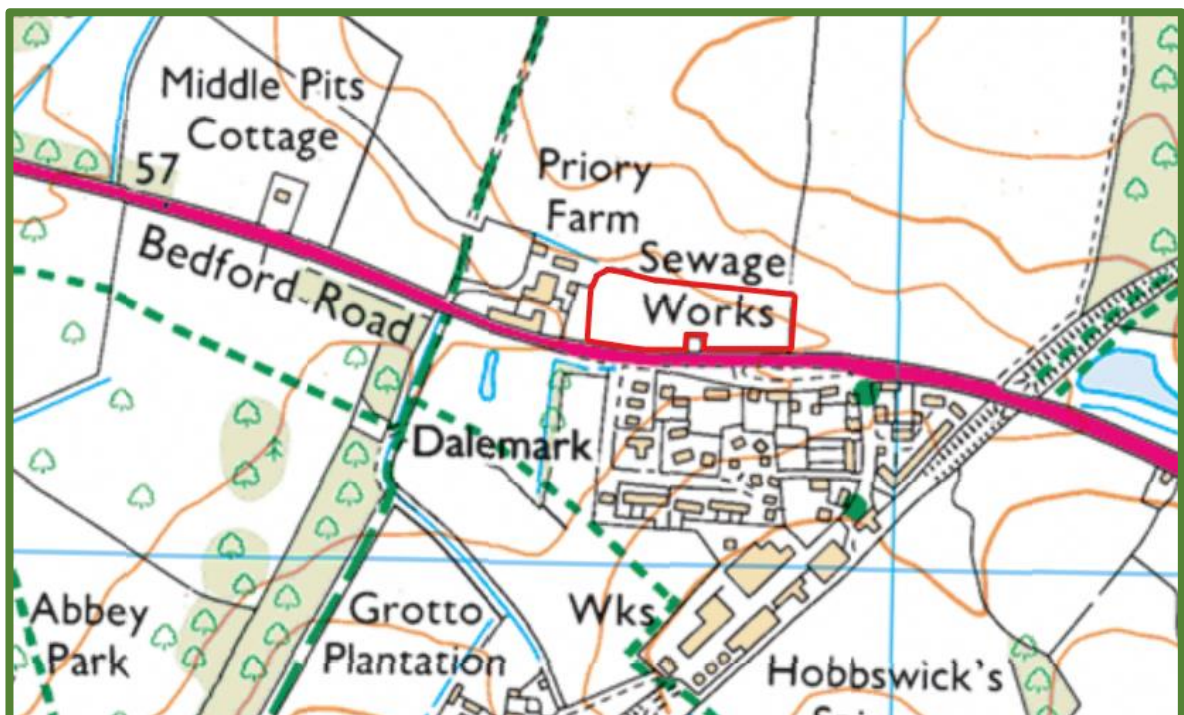 Middle Pits
Cottage
57
Priory
Farm
Sewage
Works
Bedford Road
Dalemark
Abbey
Park
Grotto
Plantation
Wks
Hobbswick's